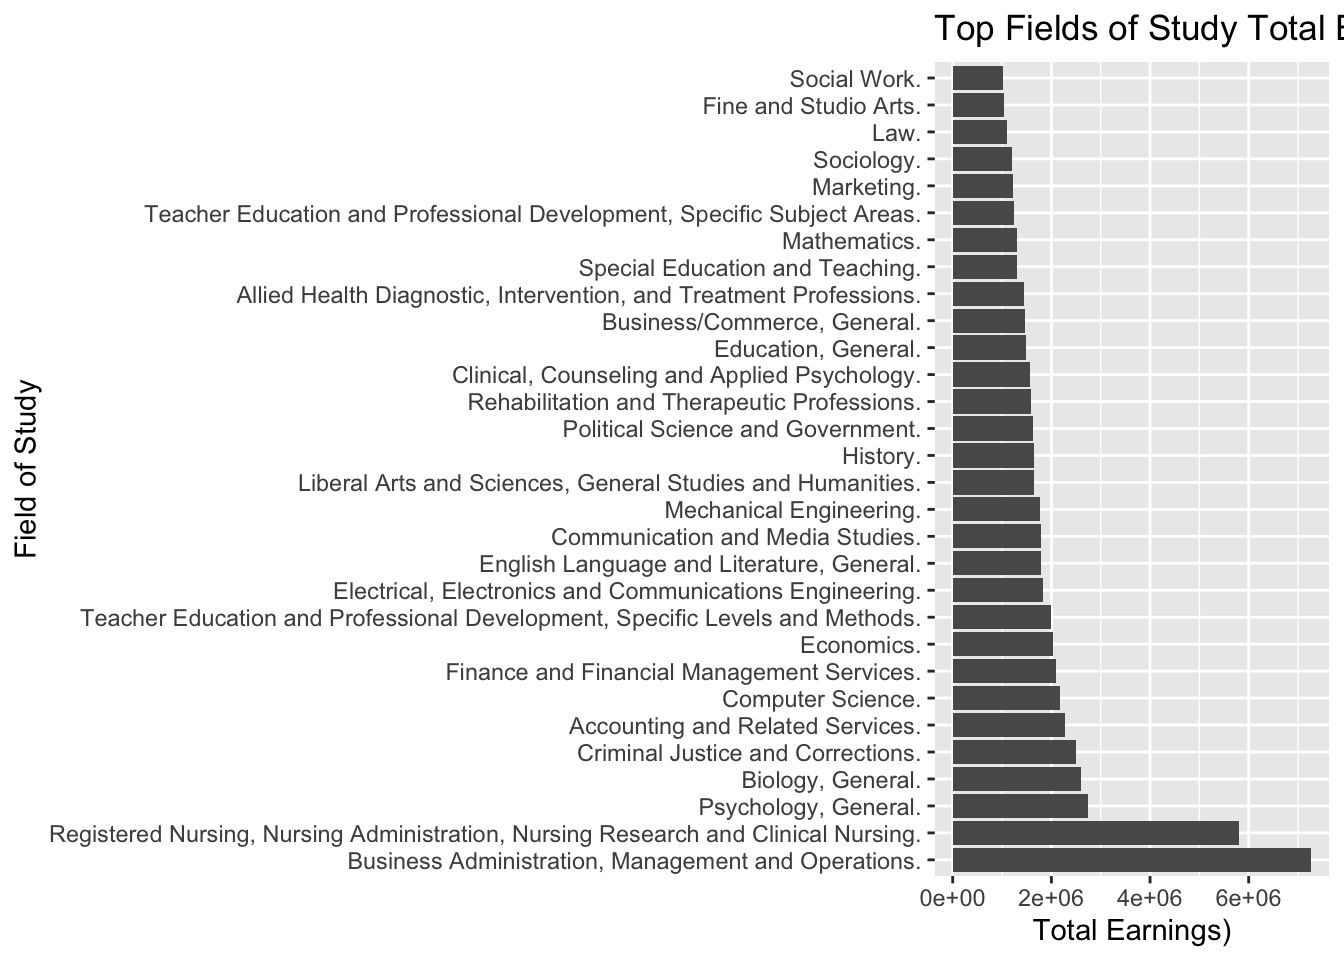 Top Fields of Study Total
Social Work.
Fine and Studio Arts.
Law.
Sociology.
Marketing.
Teacher Education and Professional Development, Specific Subject Areas.
Mathematics.
Special Education and Teaching.
Allied Health Diagnostic, Intervention, and Treatment Professions.
Business/Commerce, General.
Education, General.
Clinical, Counseling and Applied Psychology.
Rehabilitation and Therapeutic Professions.
Political Science and Government.
History.
Liberal Arts and Sciences, General Studies and Humanities.
Mechanical Engineering.
Communication and Media Studies.
English Language and Literature, General.
Electrical, Electronics and Communications Engineering.
Teacher Education and Professional Development, Specific Levels and Methods.
Economics.
Finance and Financial Management Services.
Computer Science.
Accounting and Related Services.
Criminal Justice and Corrections.
Biology, General.
Psychology, General.
Registered Nursing, Nursing Administration, Nursing Research and Clinical Nursing.
Business Administration, Management and Operations.
Field of Study
0e+00 2e+06 4e+06 6e+06
Total Earnings)